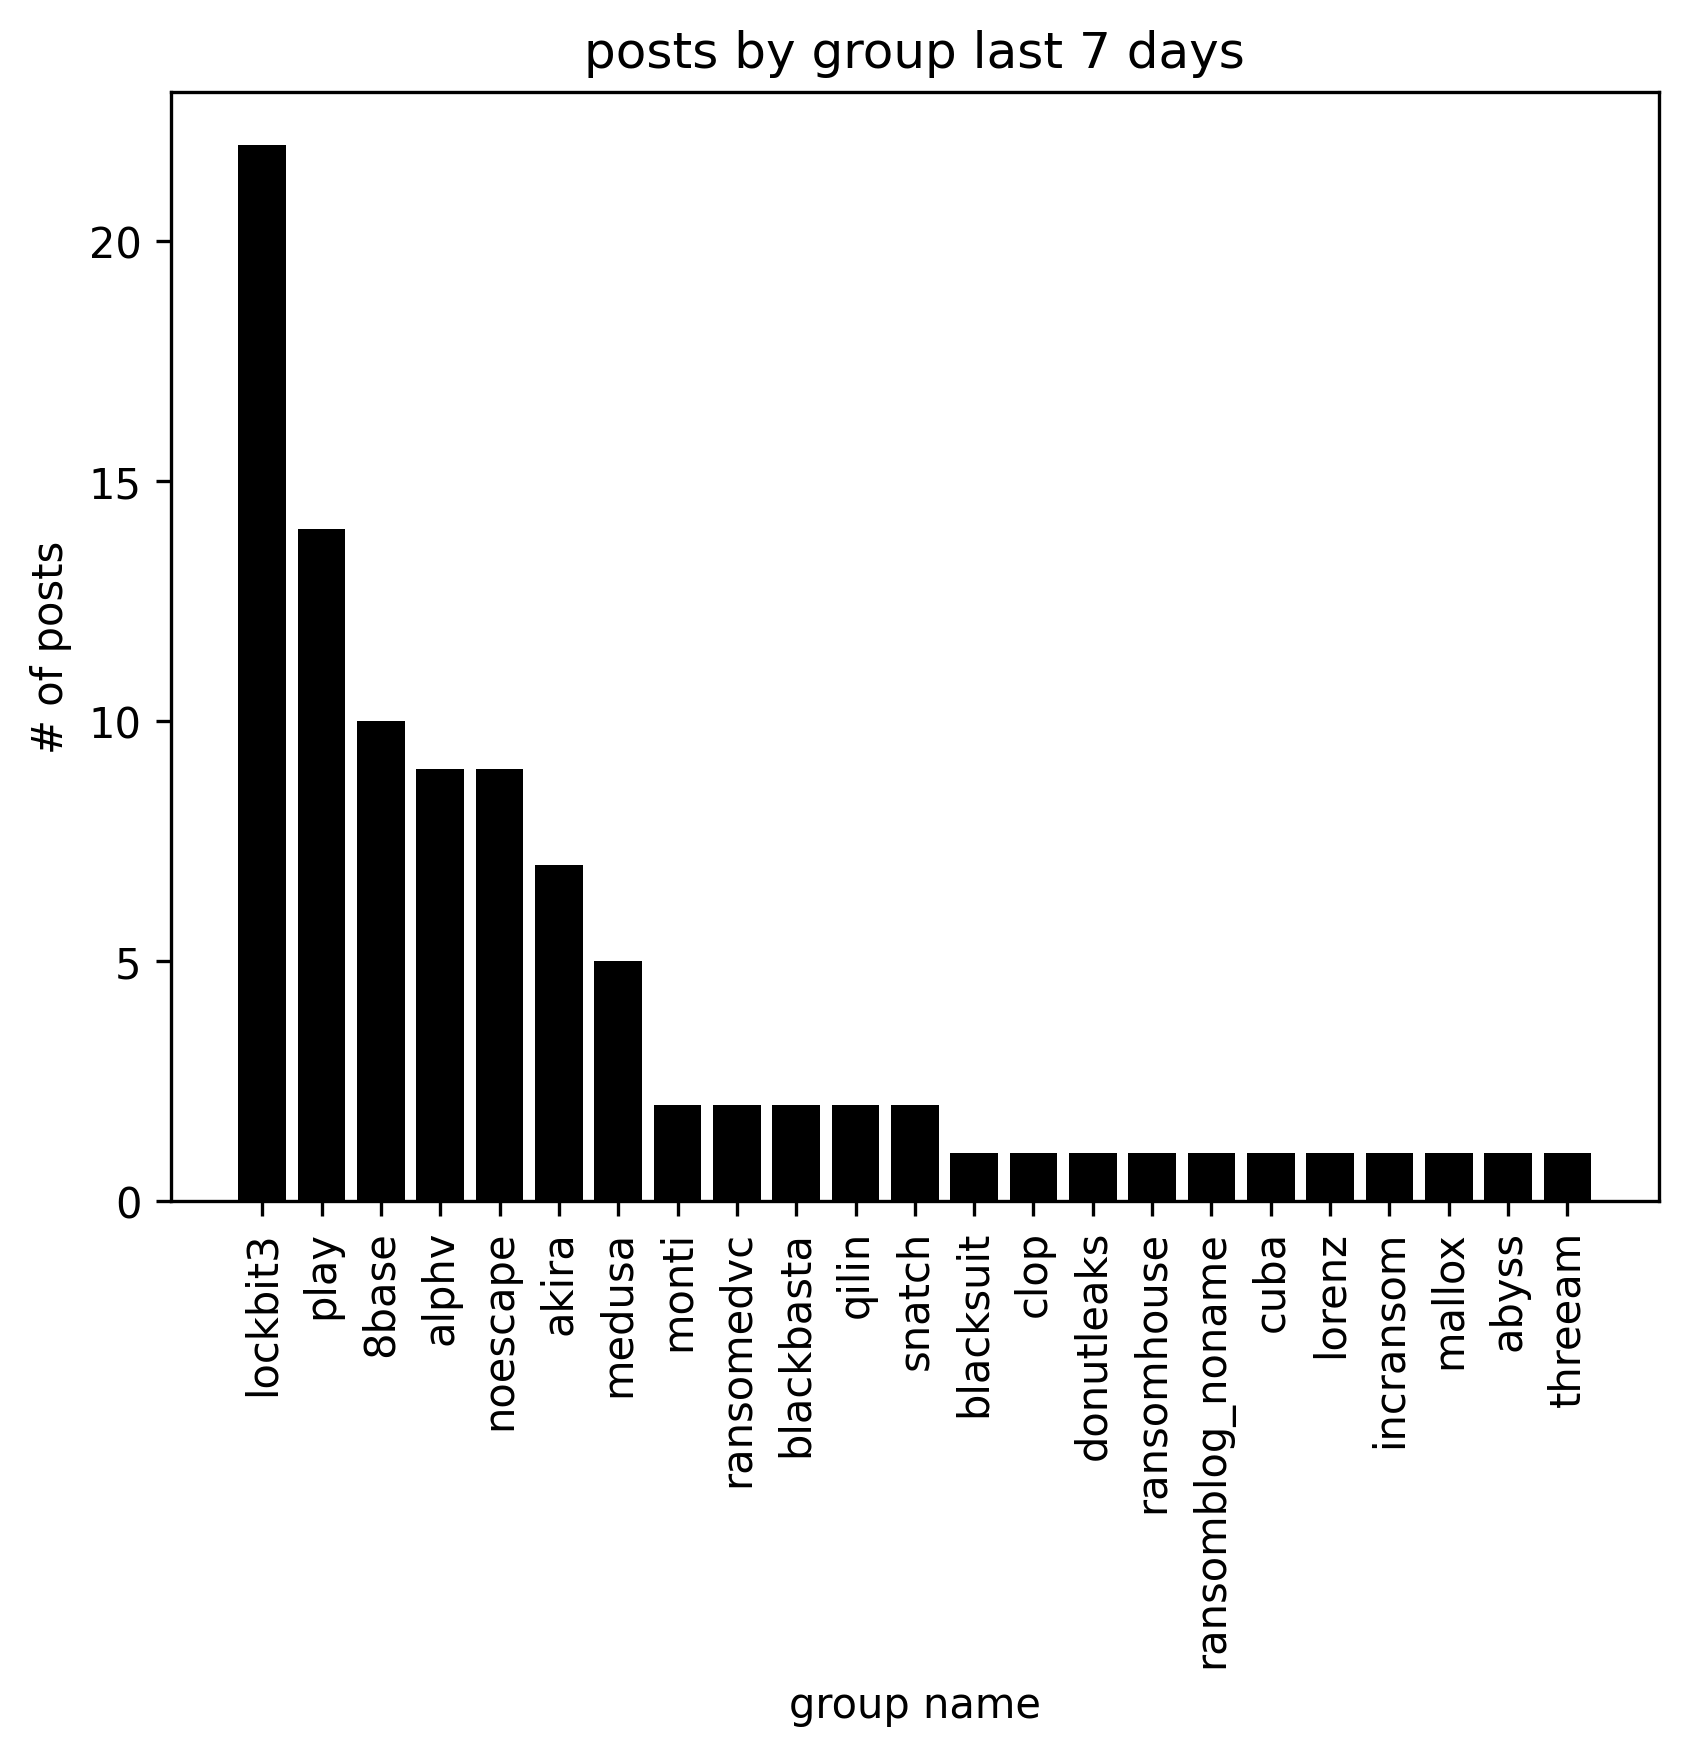 posts by group last 7 days
# of posts
20
15
10
5
0
lockbit3
play
8base
alphv
noescape
akira
medusa
monti
ransomedvc
blackbasta
qilin
snatch
blacksuit
clop
donutleaks
ransomhouse
ransomblog_noname
cuba
lorenz
incransom
mallox
abyss
threeam
group name